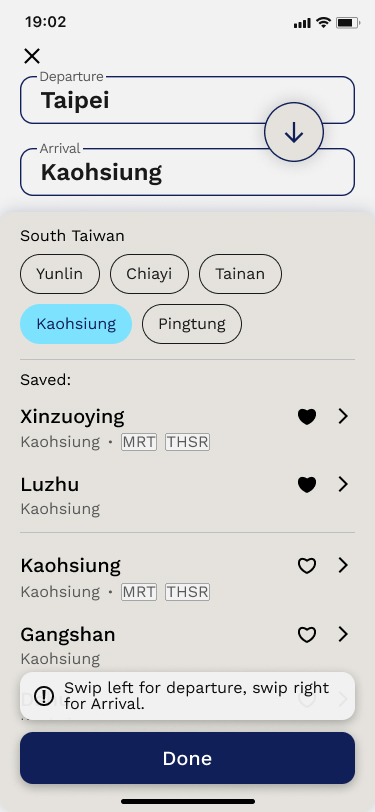 19:02
Departure
Taipei
Arrival
Kaohsiung
South Taiwan
Yunlin Chiayi Tainan
Kaohsiung Pingtung
Saved:
Xinzuoying
Kaohsiung · MRT THSR
Luzhu
Kaohsiung
Kaohsiung
Kaohsiung · MRT THSR
Gangshan
Kaohsiung
Swip left for departure, swip right
for Arrival.
Done